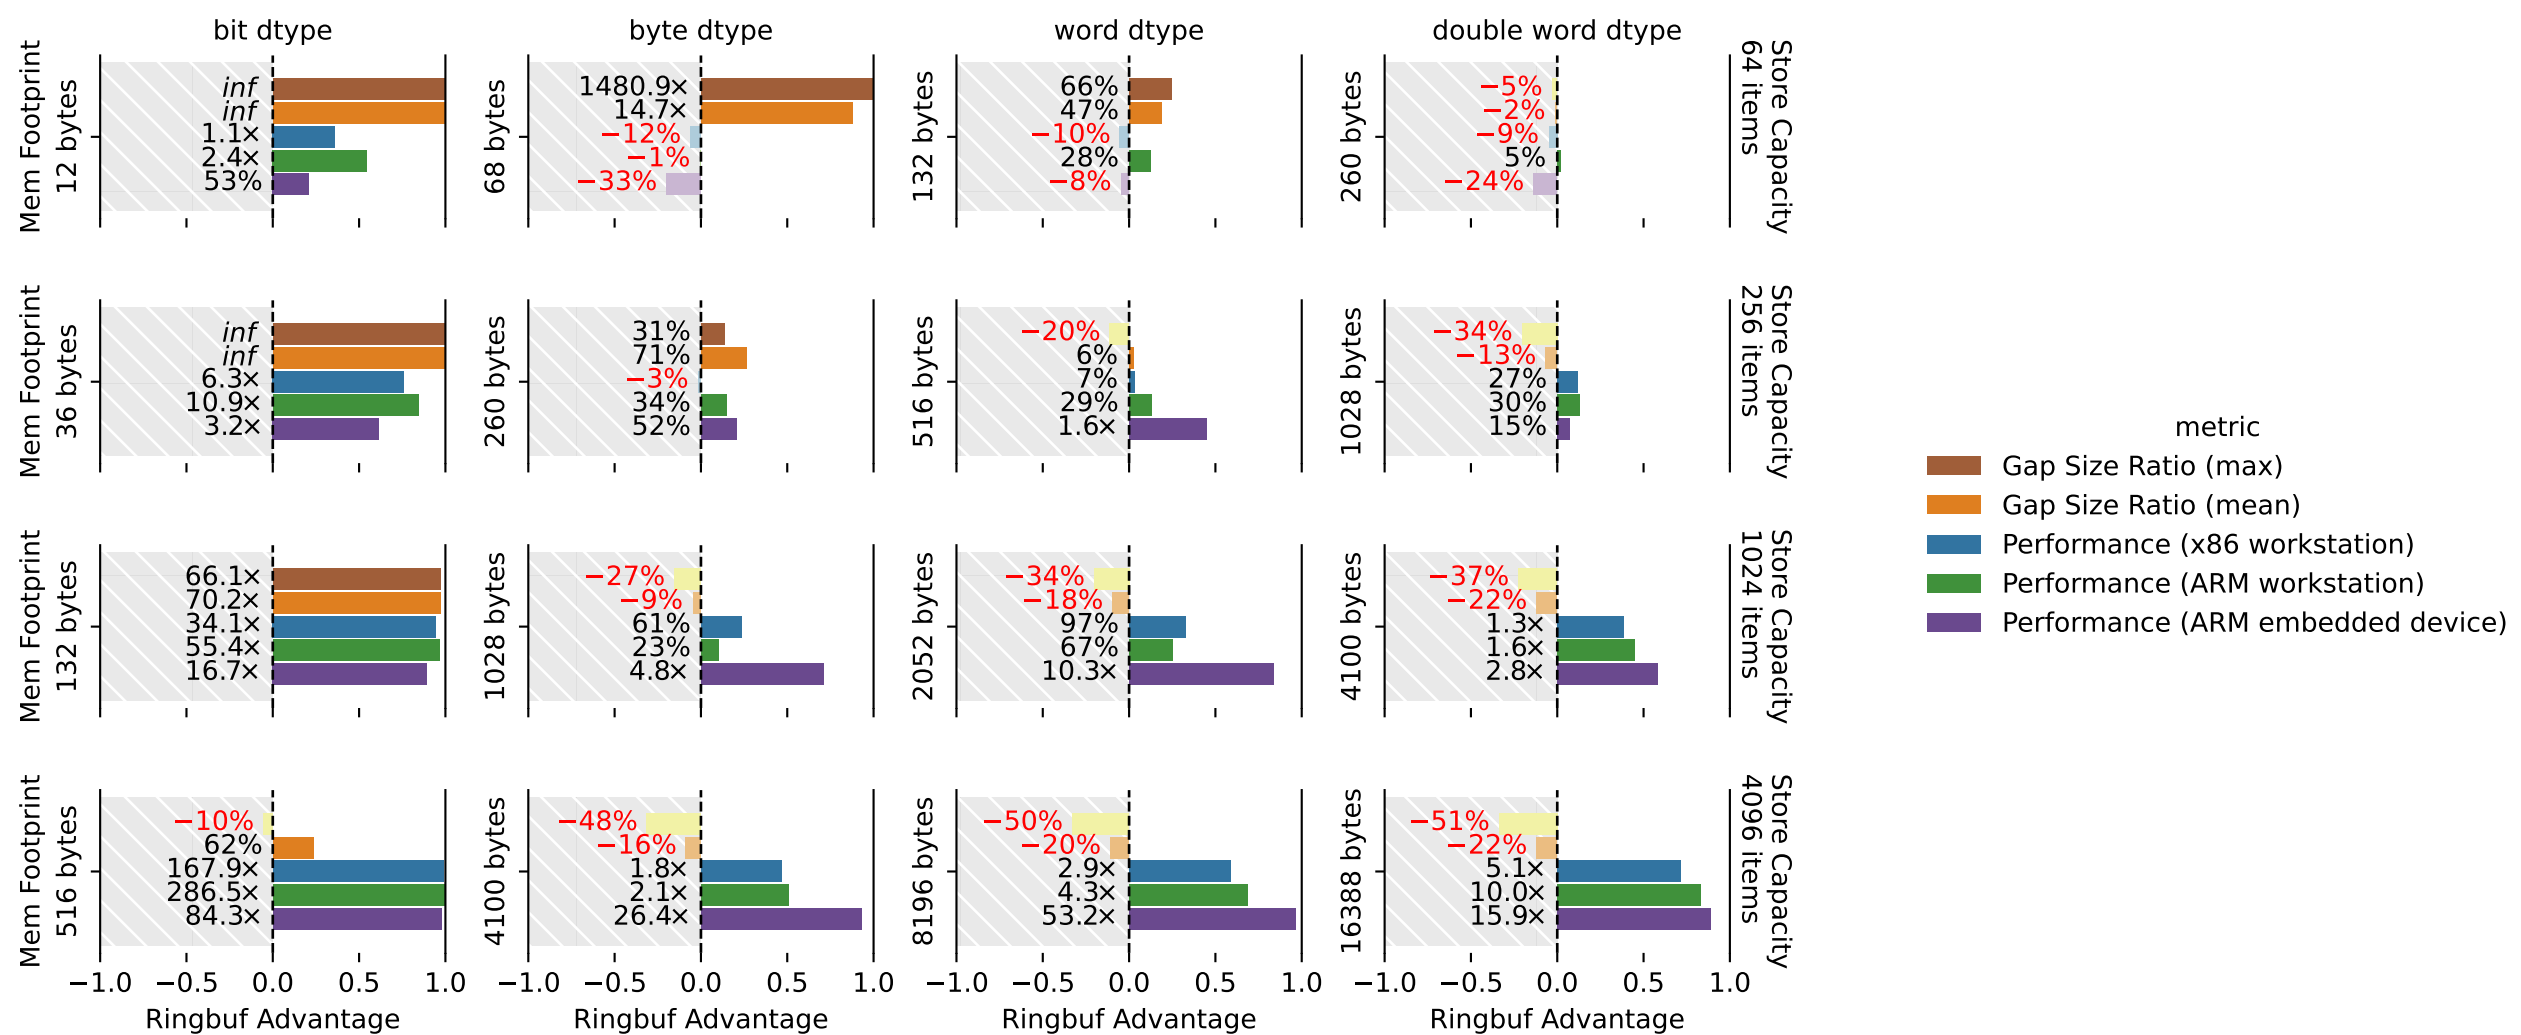 bit dtype
byte dtype
word dtype
double word dtype
Mem Footprint
12 bytes
inf
inf
1.1×
2.4×
53%
68 bytes
1480.9×
14.7×
−12%
−1%
−33%
132 bytes
66%
47%
−10%
28%
−8%
260 bytes
−5%
−2%
−9%
5%
−24%
Store Capacity
64 items
Mem Footprint
36 bytes
inf
inf
6.3×
10.9×
3.2×
260 bytes
31%
71%
−3%
34%
52%
516 bytes
−20%
6%
7%
29%
1.6×
1028 bytes
−34%
−13%
27%
30%
15%
Store Capacity
256 items
Mem Footprint
132 bytes
66.1×
70.2×
34.1×
55.4×
16.7×
1028 bytes
−27%
−9%
61%
23%
4.8×
2052 bytes
−34%
−18%
97%
67%
10.3×
4100 bytes
−37%
−22%
1.3×
1.6×
2.8×
Store Capacity
1024 items
Mem Footprint
516 bytes
−10%
62%
167.9×
286.5×
84.3×
4100 bytes
−48%
−16%
1.8×
2.1×
26.4×
8196 bytes
−50%
−20%
2.9×
4.3×
53.2×
16388 bytes
−51%
−22%
5.1×
10.0×
15.9×
Store Capacity
4096 items
−1.0 −0.5 0.0 0.5 1.0
−1.0 −0.5 0.0 0.5 1.0
−1.0 −0.5 0.0 0.5 1.0
−1.0 −0.5 0.0 0.5 1.0
Ringbuf Advantage
Ringbuf Advantage
Ringbuf Advantage
Ringbuf Advantage
metric
Gap Size Ratio (max)
Gap Size Ratio (mean)
Performance (x86 workstation)
Performance (ARM workstation)
Performance (ARM embedded device)